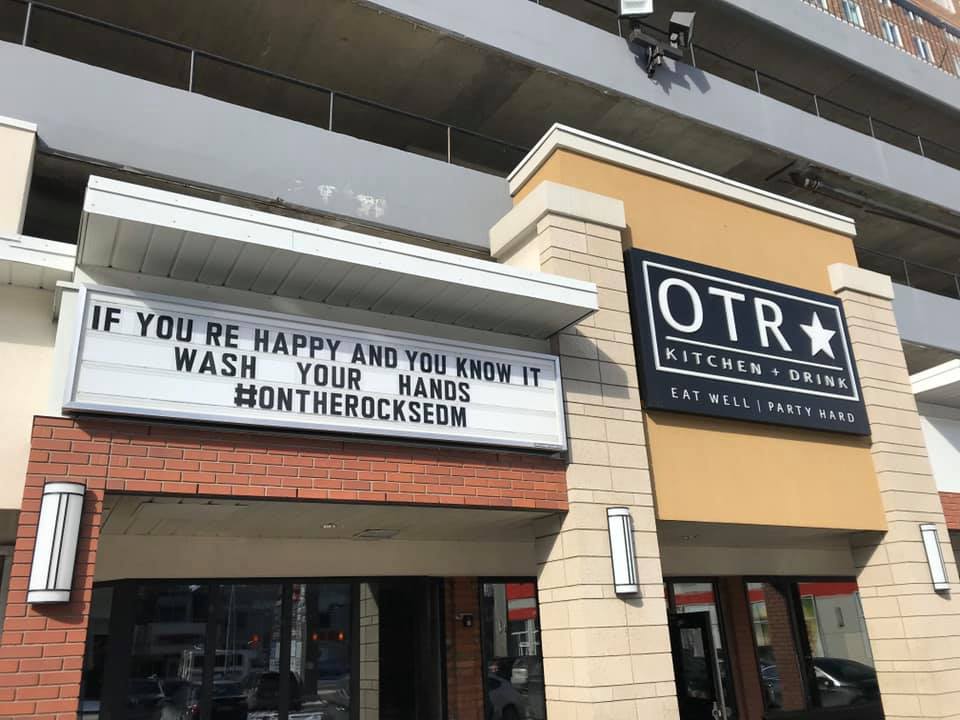 IF YOU RE HAPPY AND YOU KNOW IT
WASH YOUR HANDS
#ONTHEROCKSEDM
OTR
KITCHEN + DRINK
EAT WELL | PARTY HARD